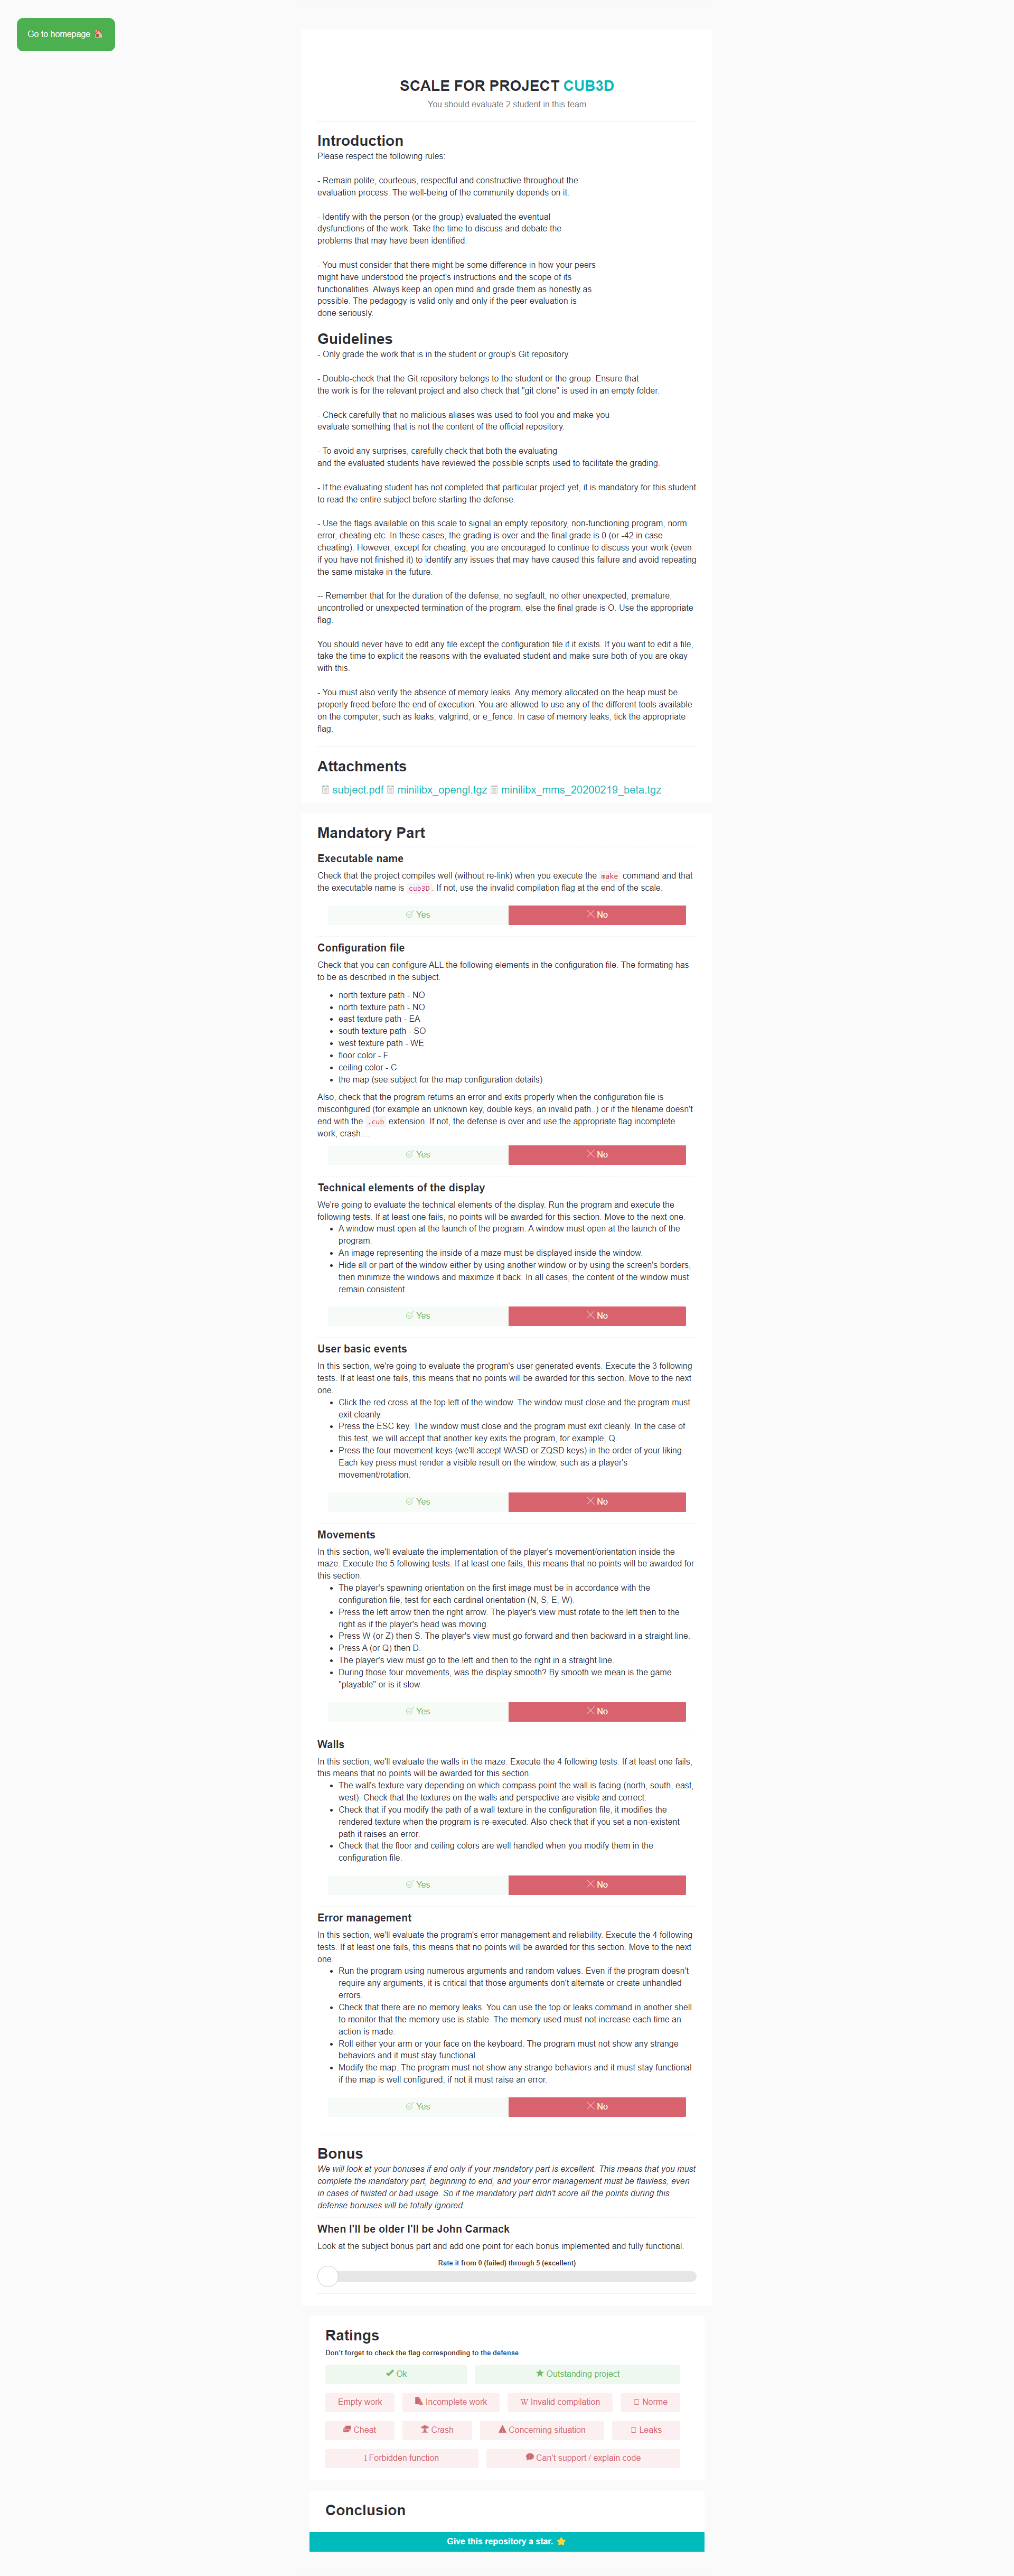 Go to homepage
SCALE FOR PROJECT CUB3D
You should evaluate 2 student in this team
Introduction
Please respect the following rules:
- Remain polite, courteous, respectful and constructive throughout the
evaluation process. The well-being of the community depends on it.
- Identify with the person (or the group) evaluated the eventual
dysfunctions of the work. Take the time to discuss and debate the
problems that may have been identified.
- You must consider that there might be some difference in how your peers
might have understood the project's instructions and the scope of its
functionalities. Always keep an open mind and grade them as honestly as
possible. The pedagogy is valid only and only if the peer evaluation is
done seriously.
Guidelines
- Only grade the work that is in the student or group's Git repository.
- Double-check that the Git repository belongs to the student or the group. Ensure that
the work is for the relevant project and also check that "git clone" is used in an empty folder.
- Check carefully that no malicious aliases was used to fool you and make you
evaluate something that is not the content of the official repository.
- To avoid any surprises, carefully check that both the evaluating
and the evaluated students have reviewed the possible scripts used to facilitate the grading.
- If the evaluating student has not completed that particular project yet, it is mandatory for this student
to read the entire subject before starting the defense.
- Use the flags available on this scale to signal an empty repository, non-functioning program, norm
error, cheating etc. In these cases, the grading is over and the final grade is 0 (or -42 in case
cheating). However, except for cheating, you are encouraged to continue to discuss your work (even
if you have not finished it) to identify any issues that may have caused this failure and avoid repeating
the same mistake in the future.
-- Remember that for the duration of the defense, no segfault, no other unexpected, premature,
uncontrolled or unexpected termination of the program, else the final grade is O. Use the appropriate
flag.
You should never have to edit any file except the configuration file if it exists. If you want to edit a file,
take the time to explicit the reasons with the evaluated student and make sure both of you are okay
with this.
- You must also verify the absence of memory leaks. Any memory allocated on the heap must be
properly freed before the end of execution. You are allowed to use any of the different tools available
on the computer, such as leaks, valgrind, or e_fence. In case of memory leaks, tick the appropriate
flag.
Attachments
subject.pdf minilibx_opengl.tgz minilibx_mms_20200219_beta.tgz
Mandatory Part
Executable name
Check that the project compiles well (without re-link) when you execute the make command and that
the executable name is cub3D. If not, use the invalid compilation flag at the end of the scale.
Yes No
Configuration file
Check that you can configure ALL the following elements in the configuration file. The formating has
to be as described in the subject.
• north texture path - NO
• north texture path - NO
• east texture path - EA
• south texture path - SO
• west texture path - WE
• floor color - F
• ceiling color - C
• the map (see subject for the map configuration details)
Also, check that the program returns an error and exits properly when the configuration file is
misconfigured (for example an unknown key, double keys, an invalid path..) or if the filename doesn't
end with the .cub extension. If not, the defense is over and use the appropriate flag incomplete
work, crash....
Yes No
Technical elements of the display
We're going to evaluate the technical elements of the display. Run the program and execute the
following tests. If at least one fails, no points will be awarded for this section. Move to the next one.
• A window must open at the launch of the program. A window must open at the launch of the
program.
• An image representing the inside of a maze must be displayed inside the window.
• Hide all or part of the window either by using another window or by using the screen's borders,
then minimize the windows and maximize it back. In all cases, the content of the window must
remain consistent.
Yes No
User basic events
In this section, we're going to evaluate the program's user generated events. Execute the 3 following
tests. If at least one fails, this means that no points will be awarded for this section. Move to the next
one.
• Click the red cross at the top left of the window. The window must close and the program must
exit cleanly.
• Press the ESC key. The window must close and the program must exit cleanly. In the case of
this test, we will accept that another key exits the program, for example, Q.
• Press the four movement keys (we'll accept WASD or ZQSD keys) in the order of your liking.
Each key press must render a visible result on the window, such as a player's
movement/rotation.
Yes No
Movements
In this section, we'll evaluate the implementation of the player's movement/orientation inside the
maze. Execute the 5 following tests. If at least one fails, this means that no points will be awarded for
this section.
• The player's spawning orientation on the first image must be in accordance with the
configuration file, test for each cardinal orientation (N, S, E, W).
• Press the left arrow then the right arrow. The player's view must rotate to the left then to the
right as if the player's head was moving.
• Press W (or Z) then S. The player's view must go forward and then backward in a straight line.
• Press A (or Q) then D.
• The player's view must go to the left and then to the right in a straight line.
• During those four movements, was the display smooth? By smooth we mean is the game
"playable" or is it slow.
Yes No
Walls
In this section, we'll evaluate the walls in the maze. Execute the 4 following tests. If at least one fails,
this means that no points will be awarded for this section.
• The wall's texture vary depending on which compass point the wall is facing (north, south, east,
west). Check that the textures on the walls and perspective are visible and correct.
• Check that if you modify the path of a wall texture in the configuration file, it modifies the
rendered texture when the program is re-executed. Also check that if you set a non-existent
path it raises an error.
• Check that the floor and ceiling colors are well handled when you modify them in the
configuration file.
Yes No
Error management
In this section, we'll evaluate the program's error management and reliability. Execute the 4 following
tests. If at least one fails, this means that no points will be awarded for this section. Move to the next
one.
• Run the program using numerous arguments and random values. Even if the program doesn't
require any arguments, it is critical that those arguments don't alternate or create unhandled
errors.
• Check that there are no memory leaks. You can use the top or leaks command in another shell
to monitor that the memory use is stable. The memory used must not increase each time an
action is made.
• Roll either your arm or your face on the keyboard. The program must not show any strange
behaviors and it must stay functional.
• Modify the map. The program must not show any strange behaviors and it must stay functional
if the map is well configured, if not it must raise an error.
Yes No
Bonus
We will look at your bonuses if and only if your mandatory part is excellent. This means that you must
complete the mandatory part, beginning to end, and your error management must be flawless, even
in cases of twisted or bad usage. So if the mandatory part didn't score all the points during this
defense bonuses will be totally ignored.
When I'll be older I'll be John Carmack
Look at the subject bonus part and add one point for each bonus implemented and fully functional.
Rate it from 0 (failed) through 5 (excellent)
Ratings
Don't forget to check the flag corresponding to the defense
Ok Outstanding project
Empty work Incomplete work W Invalid compilation Norme
Cheat Crash Concerning situation Leaks
Forbidden function Can't support / explain code
Conclusion
Give this repository a star.